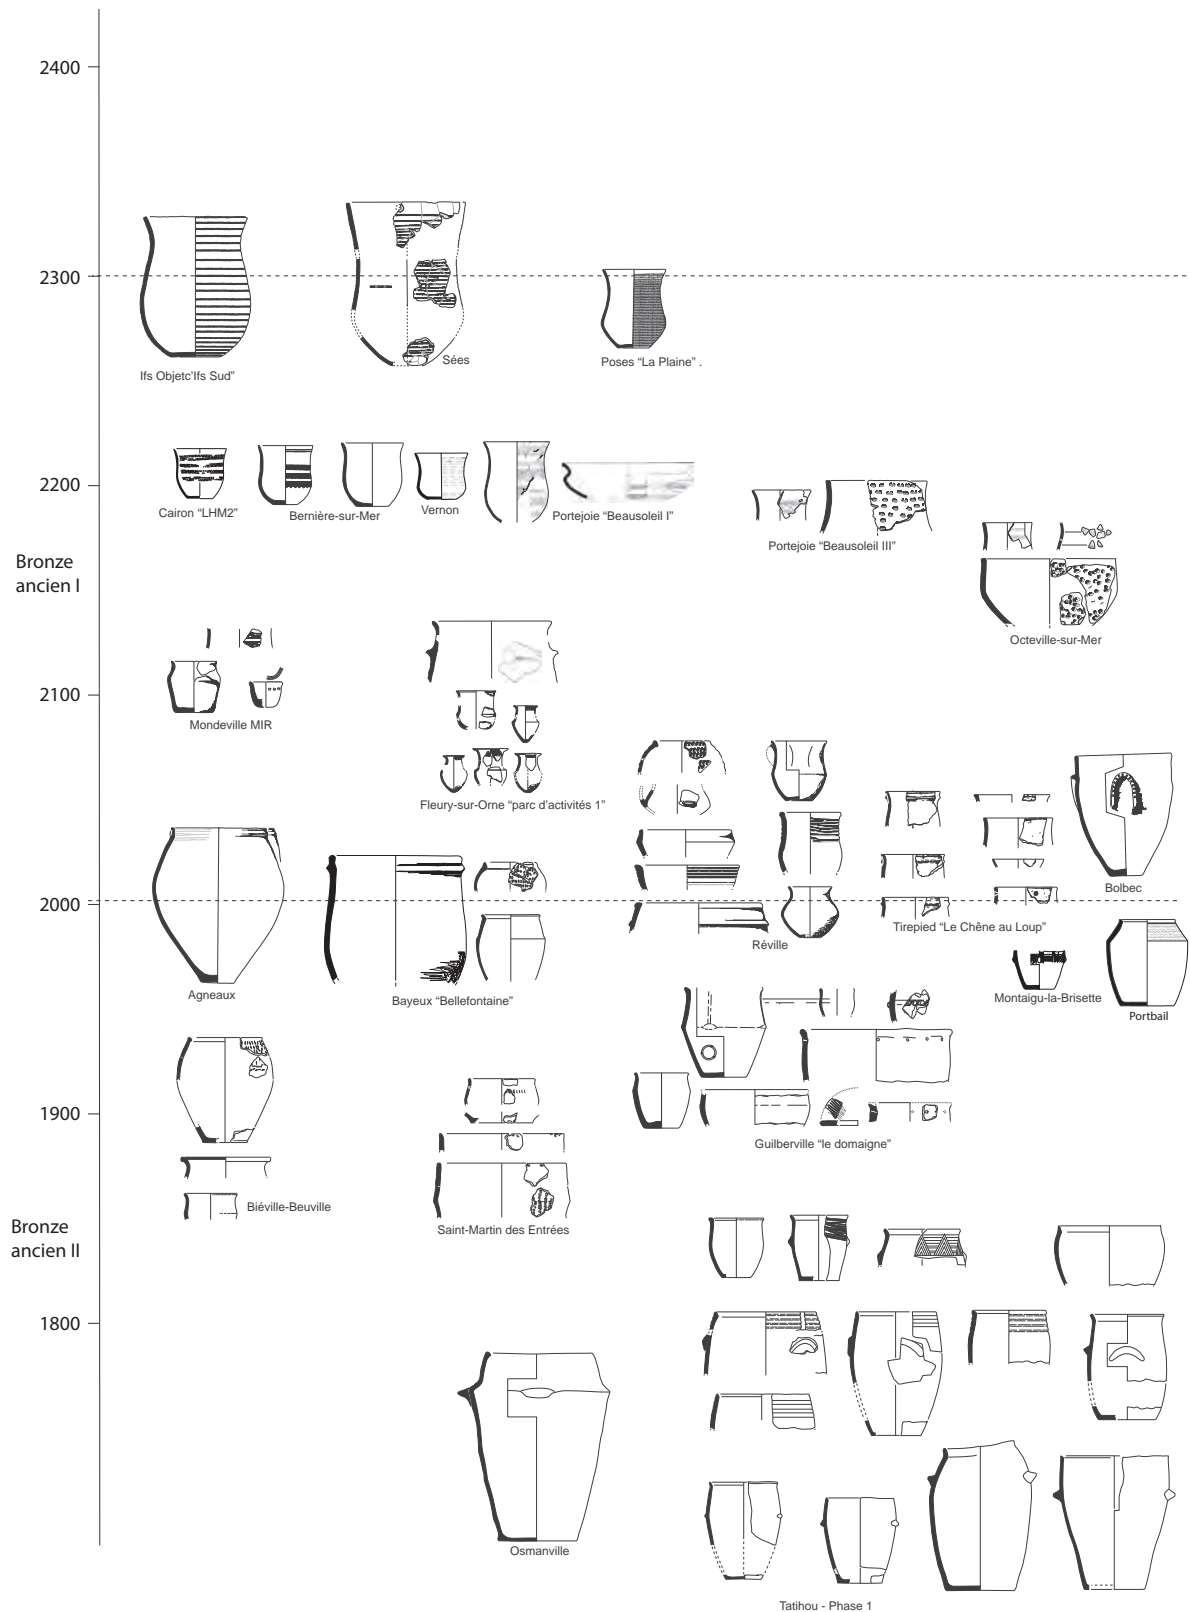 2400
2300
Ifs Objetc'Ifs Sud”
Sées
Poses “La Plaine” .
2200
Cairon “LHM2”
Bernière-sur-Mer
Vernon
Portejoie “Beausoleil I”
Portejoie “Beausoleil III”
Octeville-sur-Mer
Bronze
ancien I
2100
Mondeville MIR
Fleury-sur-Orne “parc d’activités 1”
Bolbec
2000
Tirepied “Le Chêne au Loup”
Réville
Agneaux
Bayeux “Bellefontaine”
Montaigu-la-Brisette
Portbail
1900
Guilberville “le domaigne”
Biéville-Beuville
Saint-Martin des Entrées
Bronze
ancien II
1800
Osmanville
Tatihou - Phase 1